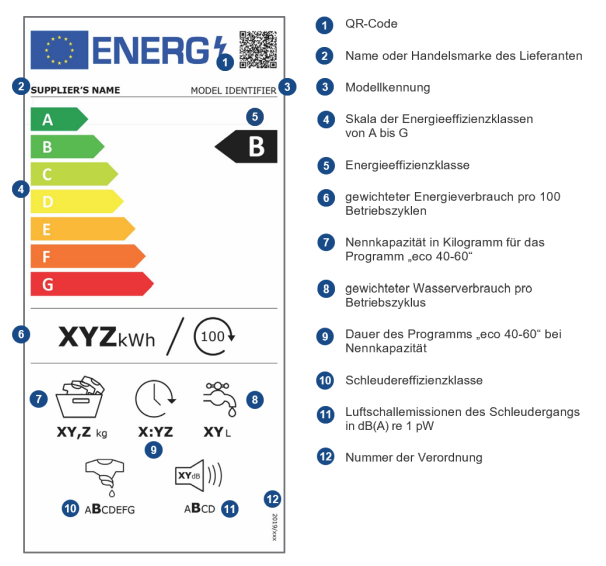 ENERG
1
2 SUPPLIER'S NAME MODEL IDENTIFIER 3
A
B
C
D
E
F
G
4
5
B
6 XYZkWh / 100
7
8
XY,Z kg X:YZ XY L
9
XYdB
10 ABCDEFG ABCD 11
12
2019/xxx
1 QR-Code
2 Name oder Handelsmarke des Lieferanten
3 Modellkennung
4 Skala der Energieeffizienzklassen
von A bis G
5 Energieeffizienzklasse
6 gewichteter Energieverbrauch pro 100
Betriebszyklen
7 Nennkapazität in Kilogramm für das
Programm „eco 40-60“
8 gewichteter Wasserverbrauch pro
Betriebszyklus
9 Dauer des Programms „eco 40-60“ bei
Nennkapazität
10 Schleudereffizienzklasse
11 Luftschallemissionen des Schleudergangs
in dB(A) re 1 pW
12 Nummer der Verordnung